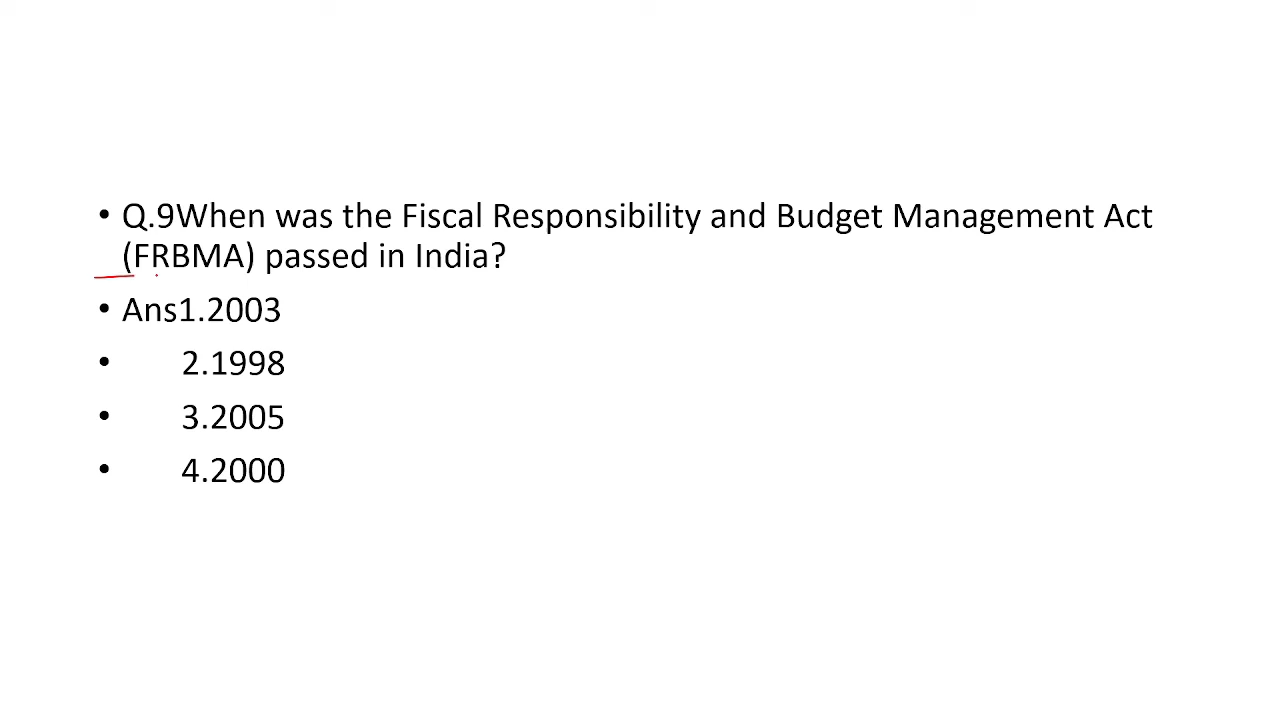 • Q.9When was the Fiscal Responsibility and Budget Management Act
(FRBMA) passed in India?
• Ans1.2003
• 2.1998
• 3.2005
• 4.2000